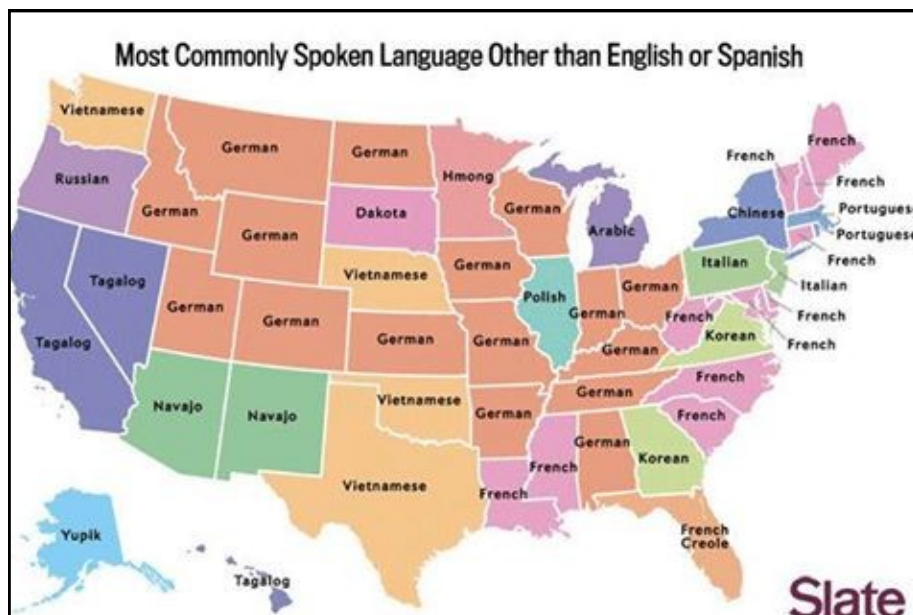 Most Commonly Spoken Language Other than English or Spanish
Vietnamese
German
German
Hmong
French
French
French
Russian
German
Dakota
German
Portugues
Chinese
Portuguese
German
Arabic
French
Tagalog
Vietnamese
German
Italian
Italian
Tagalog
German
German
Polish
German
German
French
French
German
German
French
Korean
French
German
Navajo
Navajo
Vietnamese
German
German
French
French
Vietnamese
French
French
German
Korean
Yupik
French
Creole
Tagalog
Slate